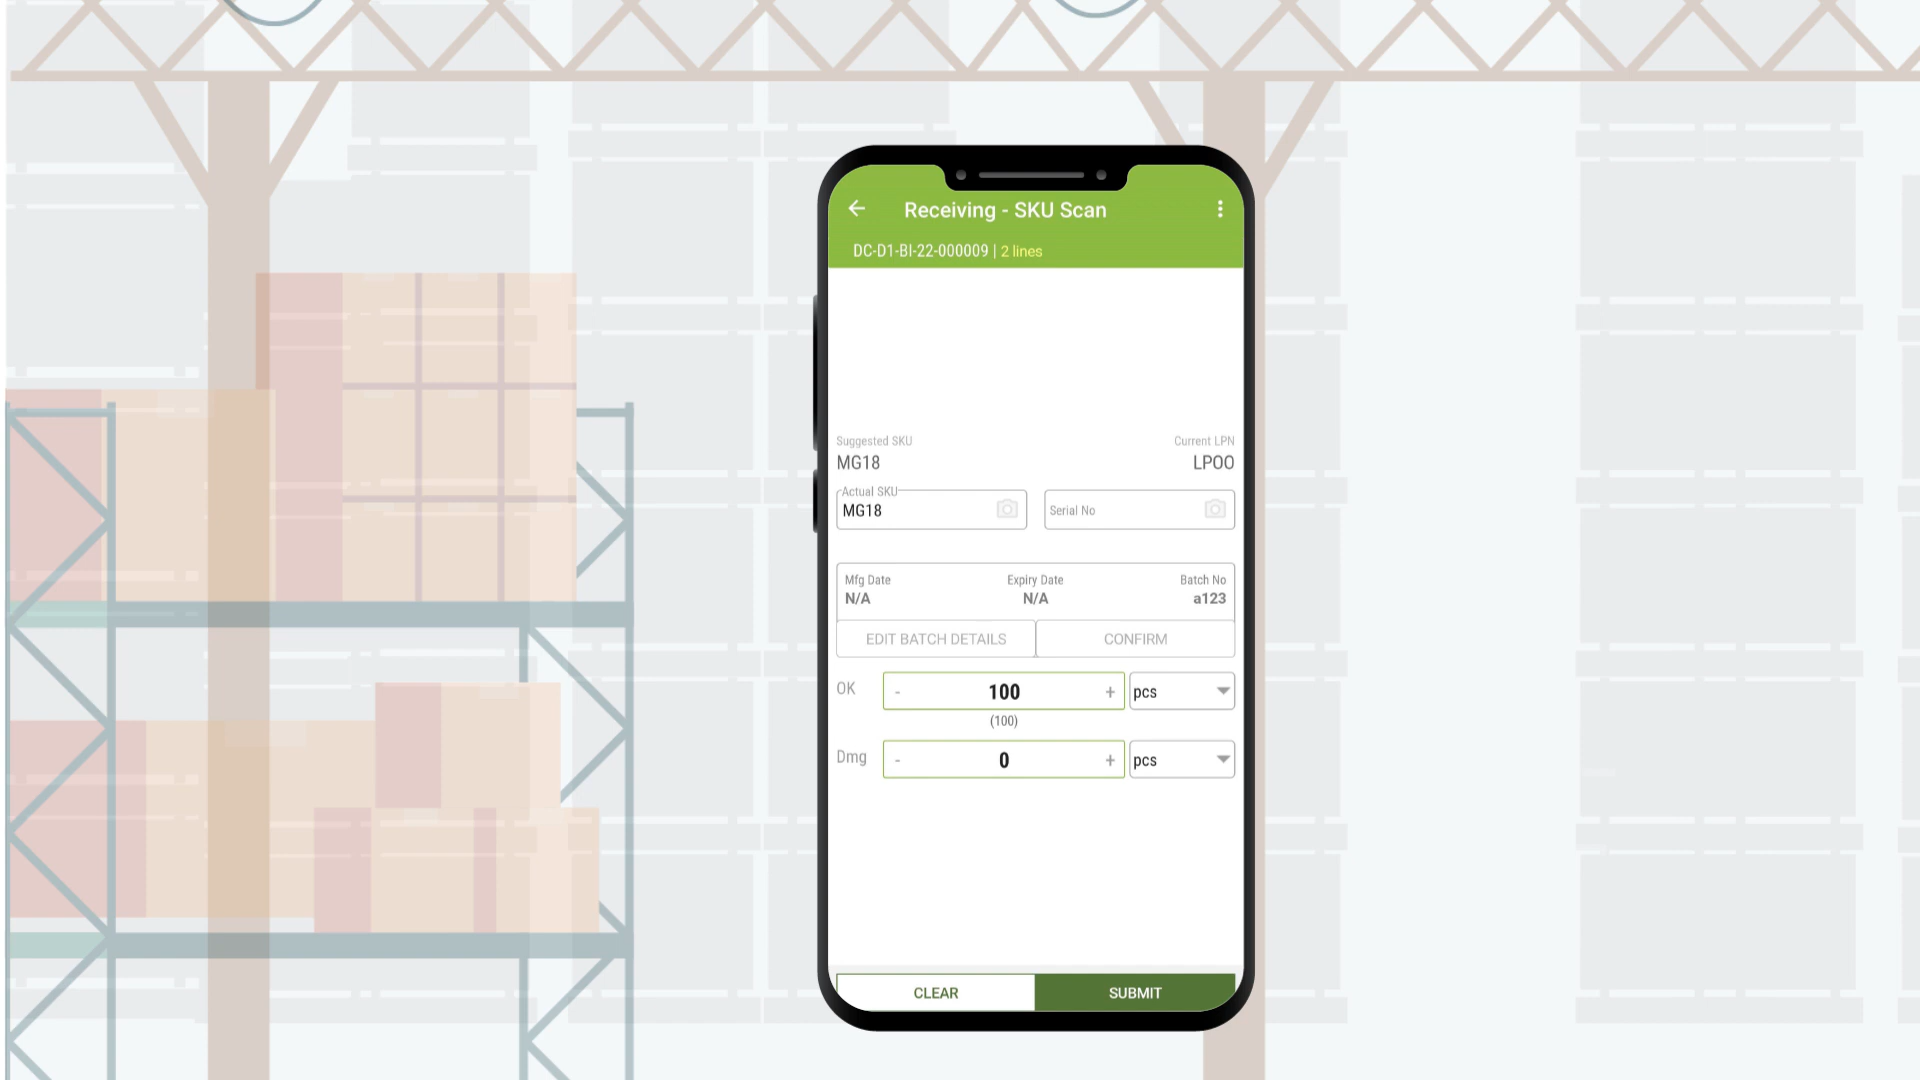 Receiving - SKU Scan
DC-D1-BI-22-000009 | 2 lines
Suggested SKU
Current LPN
MG18
LPOO
Actual SKU
MG18
Serial No
Mfg Date
Expiry Date
Batch No
N/A
N/A
a123
EDIT BATCH DETAILS
CONFIRM
OK
- 100 +
pcs
(100)
Dmg
- 0 +
pcs
CLEAR
SUBMIT